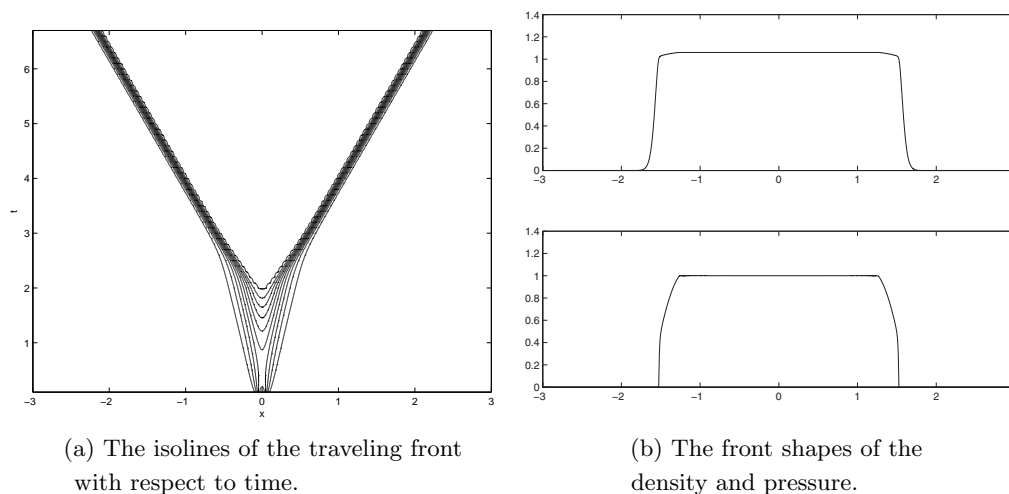 6
5
4
3
2
1
t
−3 −2 −1 0 1 2 3
x
1.4
1.2
1
0.8
0.6
0.4
0.2
0
−3 −2 −1 0 1 2
1.4
1.2
1
0.8
0.6
0.4
0.2
0
−3 −2 −1 0 1 2
(a) The isolines of the traveling front
with respect to time.
(b) The front shapes of the
density and pressure.